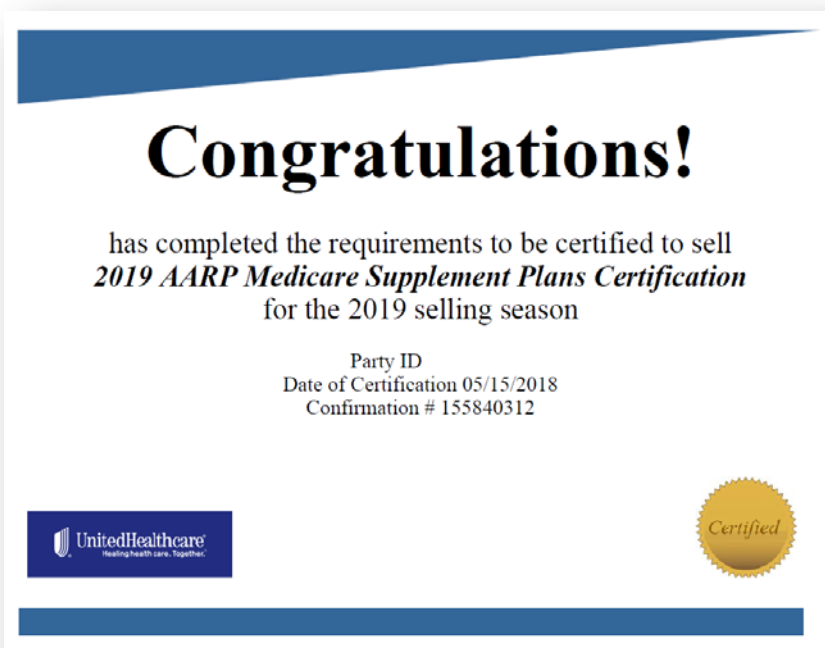 Congratulations!
has completed the requirements to be certified to sell
2019 AARP Medicare Supplement Plans Certification
for the 2019 selling season
Party ID
Date of Certification 05/15/2018
Confirmation # 155840312
UnitedHealthcare®
Healing health care. Together.
Certified